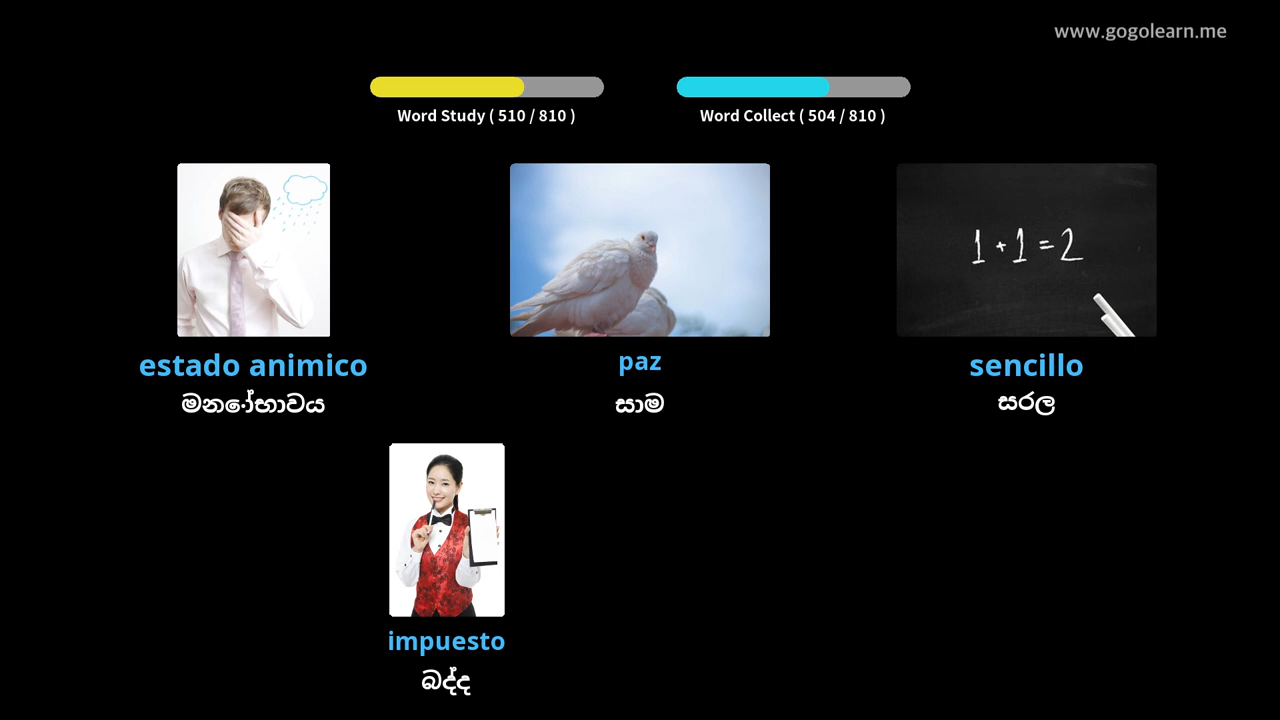 www.gogolearn.me
Word Study ( 510 / 810 )
Word Collect ( 504 / 810 )
estado animico
මනෝභාවය
paz
සාම
sencillo
සරල
1 + 1 = 2
impuesto
බද්ද